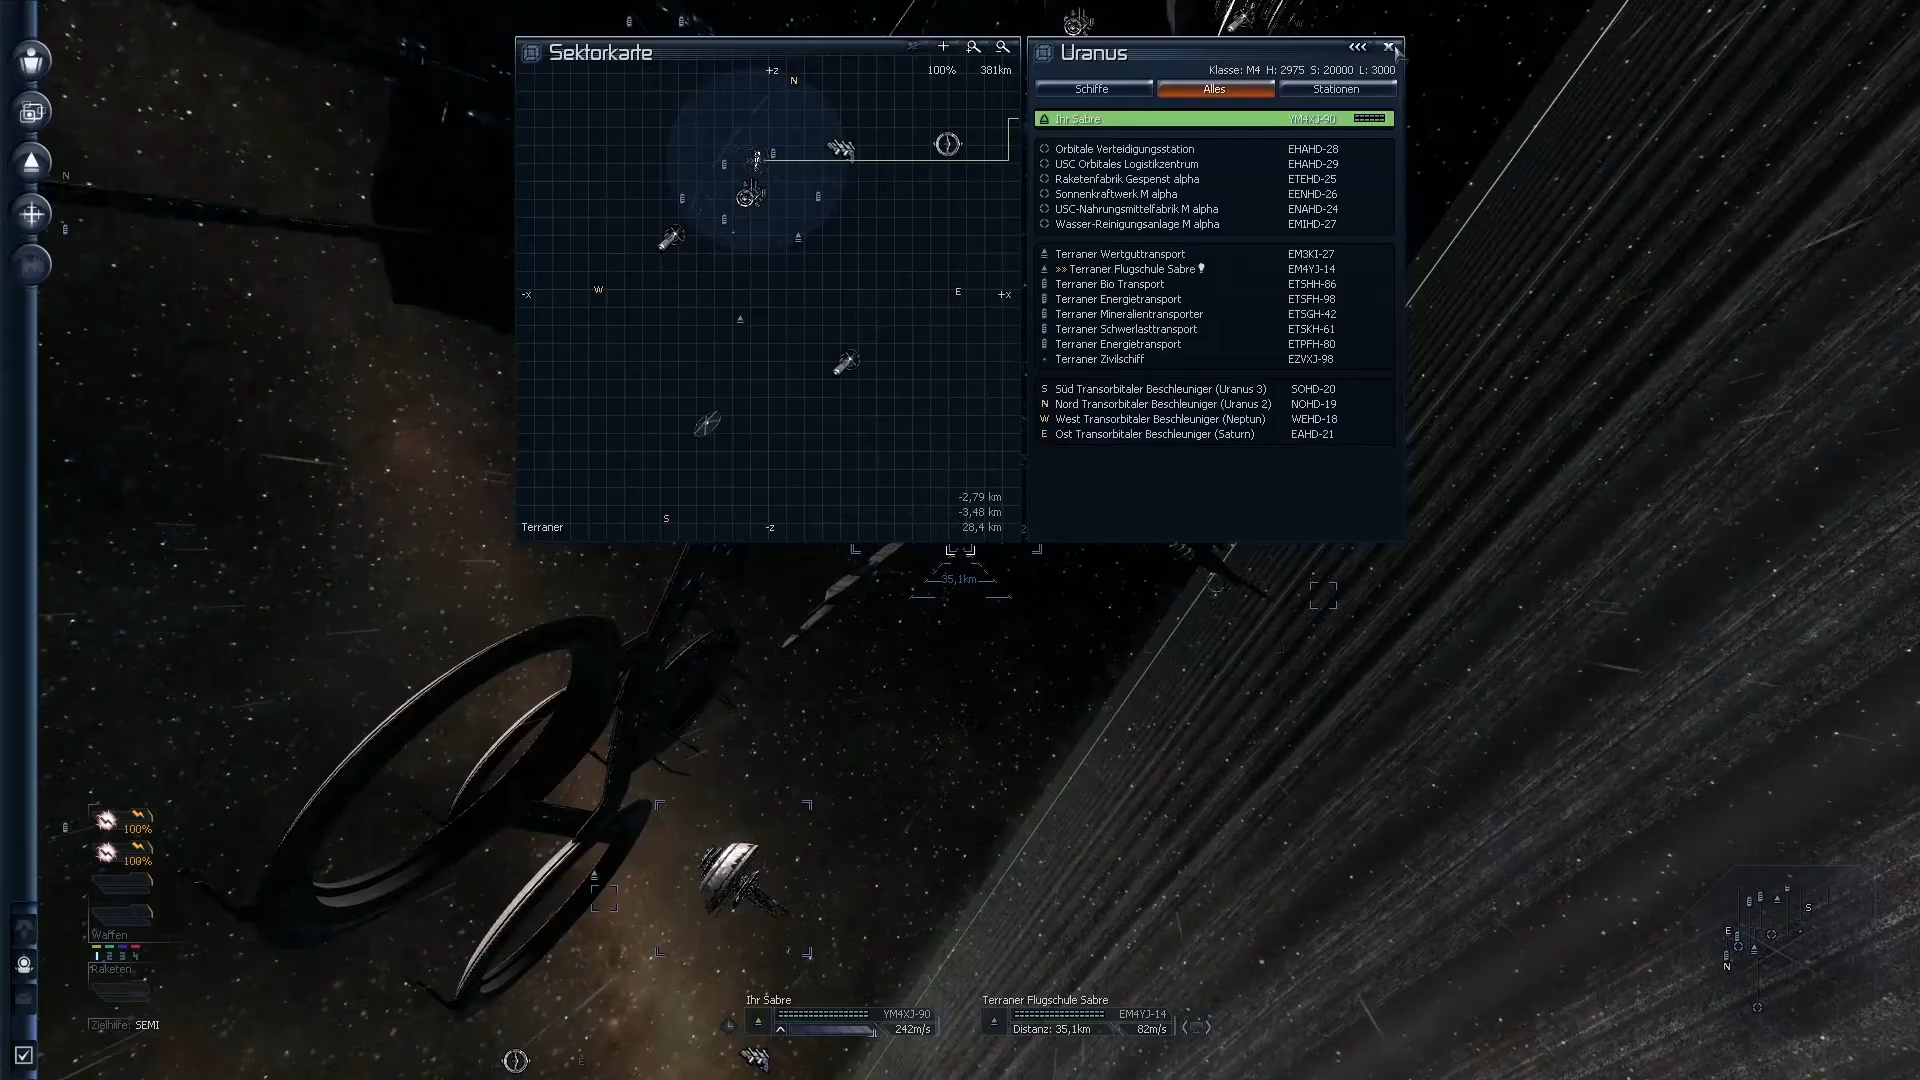 Sektorkarte
100% 381km
+z
N
-x
W
E
+x
S
-z
Terraner
-2,79 km
-3,48 km
28,4 km
Uranus
Klasse: M4 H: 2975 S: 20000 L: 3000
Schiffe Alles Stationen
Ihr Sabre YM4XJ-90
Orbitale Verteidigungsstation EHAHD-28
USC Orbitales Logistikzentrum EHAHD-29
Raketenfabrik Gespenst alpha ETEHD-25
Sonnenkraftwerk M alpha EENHD-26
USC-Nahrungsmittelfabrik M alpha ENAHD-24
Wasser-Reinigungsanlage M alpha EMIHD-27
Terraner Wertguttransport EM3KI-27
>> Terraner Flugschule Sabre EM4YJ-14
Terraner Bio Transport ETSHH-86
Terraner Energietransport ETSFH-98
Terraner Mineralientransporter ETSGH-42
Terraner Schwerlasttransport ETSKH-61
Terraner Energietransport ETPFH-80
Terraner Zivilschiff EZVXJ-98
S Süd Transorbitaler Beschleuniger (Uranus 3) SOHD-20
N Nord Transorbitaler Beschleuniger (Uranus 2) NOHD-19
W West Transorbitaler Beschleuniger (Neptun) WEHD-18
E Ost Transorbitaler Beschleuniger (Saturn) EAHD-21
N
35,1km
100%
100%
Waffen
1 2 3 4
Raketen
Zielhilfe: SEMI
Ihr Sabre
YM4XJ-90
242m/s
Terraner Flugschule Sabre
EM4YJ-14
Distanz: 35,1km 82m/s
E
S
E
N